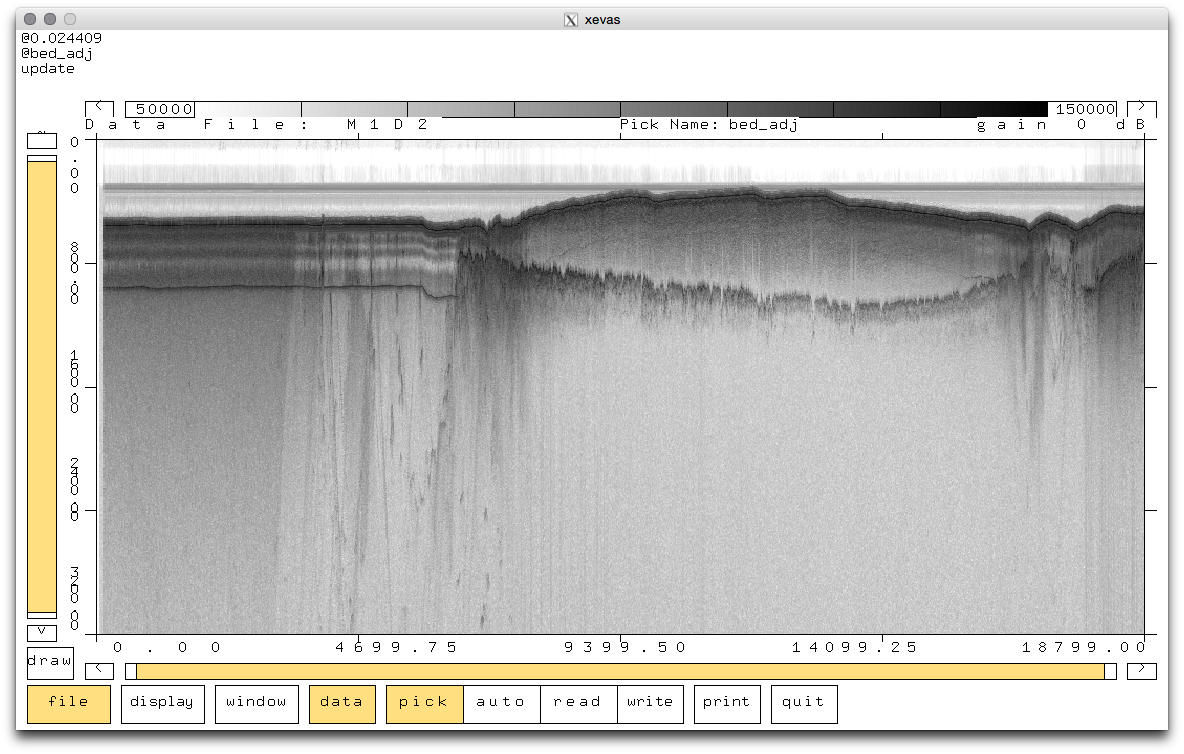 xevas
@0.024409
@bed_adj
update
50000
150000
Data File: M1D2
Pick Name: bed_adj
gain 0 dB
0.00
800.00
1600.00
2400.00
3200.00
0.00
4699.75
9399.50
14099.25
18799.00
draw
file
display
window
data
pick
auto
read
write
print
quit